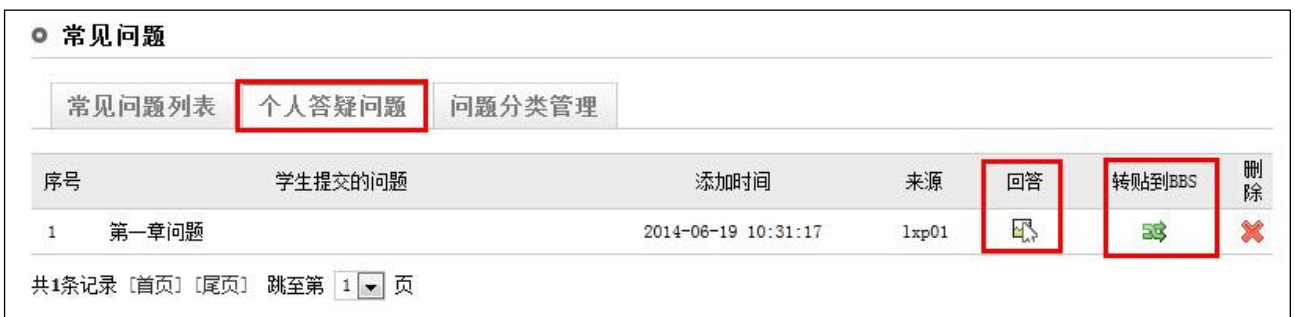 常见问题
常见问题列表 个人答疑问题 问题分类管理
序号 学生提交的问题 添加时间 来源 回答 转贴到BBS 删除
1 第一章问题 2014-06-19 10:31:17 lxp01
共1条记录 [首页] [尾页] 跳至第 1 页